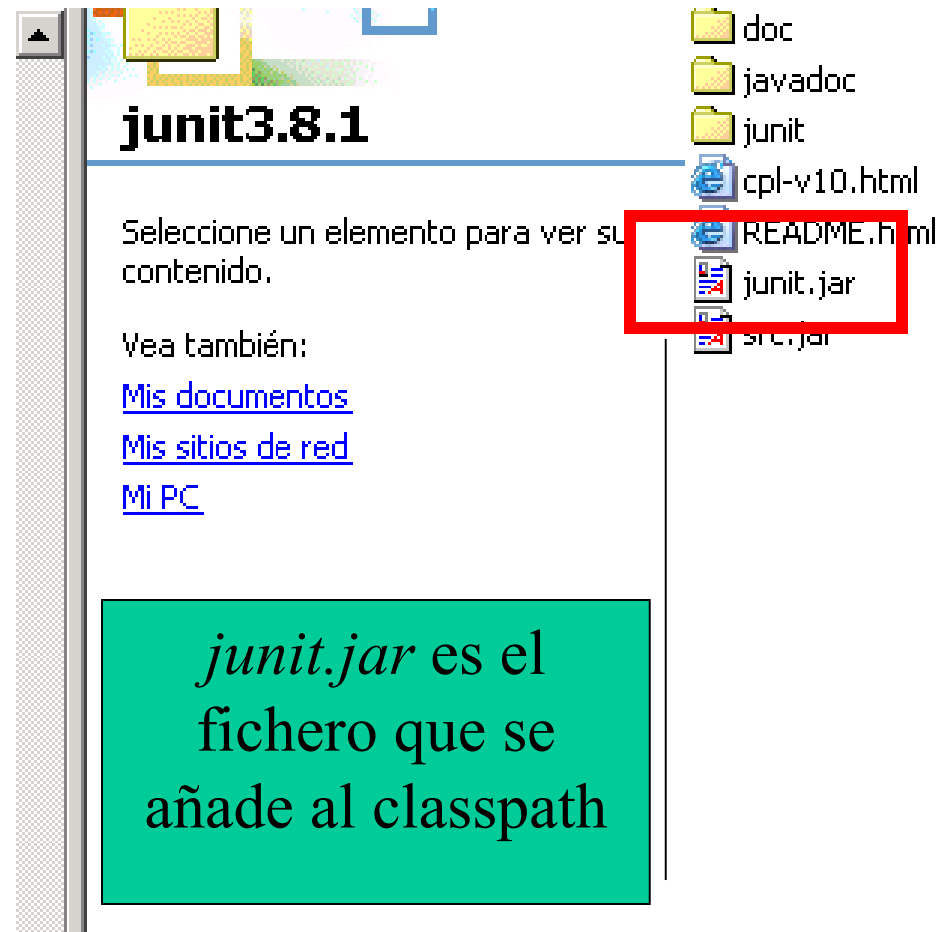 junit3.8.1
Seleccione un elemento para ver su
contenido.
Vea también:
Mis documentos
Mis sitios de red
Mi PC
doc
javadoc
junit
cpl-v10.html
README.html
junit.jar
src.jar
junit.jar es el
fichero que se
añade al classpath